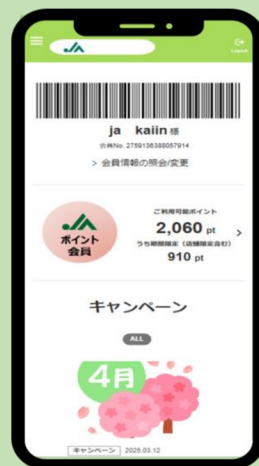 JA
Logout
ja kaiin 様
会員No. 2759136388057914
> 会員情報の照会/変更
JA
ポイント
会員
ご利用可能ポイント
2,060 pt
うち期間限定（店舗限定含む）
910 pt
>
キャンペーン
ALL
4月
キャンペーン 2025.03.12